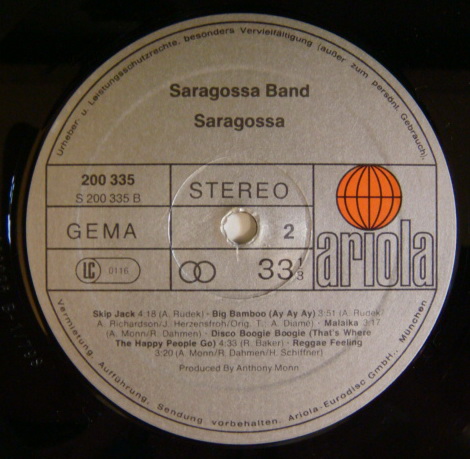 Urheber- u. Leistungsschutzrechte, besonders Vervielfältigung (außer zum persönl. Gebrauch),
Saragossa Band
Saragossa
200 335
S 200 335 B
STEREO
GEMA
2
LC 0116
33 1/3
ariola
Skip Jack 4:18 (A. Rudek) · Big Bamboo (Ay Ay Ay) 3:51 (A. Rudek/
A. Richardson/J. Herzensfroh/Orig. T.: A. Diame) · Malaika 3:17
(A. Monn/R. Dahmen) · Disco Boogie Boogie (That's Where
The Happy People Go) 4:33 (R. Baker) · Reggae Feeling
3:20 (A. Monn/R. Dahmen/H. Schiffner)
Produced By Anthony Monn
Vermietung, Aufführung, Sendung vorbehalten. Ariola-Eurodisc GmbH., München